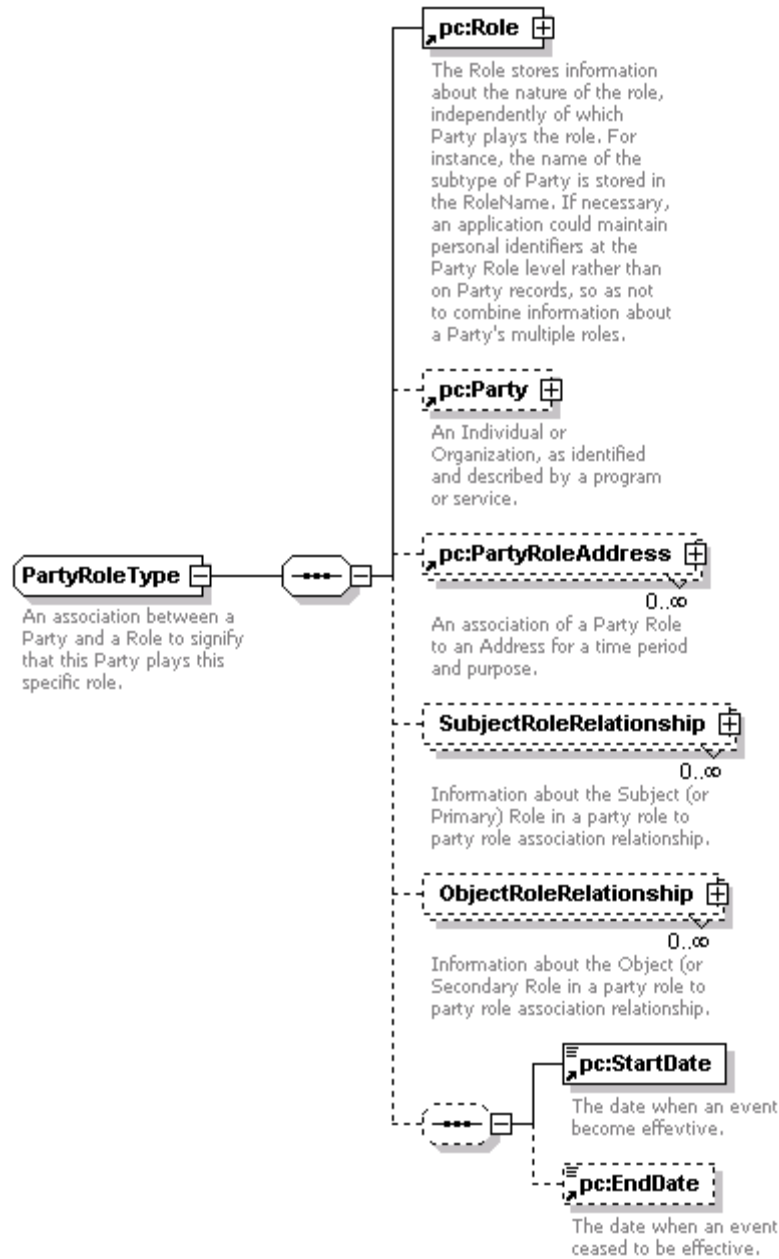 pc:Role
The Role stores information
about the nature of the role,
independently of which
Party plays the role. For
instance, the name of the
subtype of Party is stored in
the RoleName. If necessary,
an application could maintain
personal identifiers at the
Party Role level rather than
on Party records, so as not
to combine information about
a Party's multiple roles.
pc:Party
An Individual or
Organization, as identified
and described by a program
or service.
PartyRoleType
An association between a
Party and a Role to signify
that this Party plays this
specific role.
pc:PartyRoleAddress
0..∞
An association of a Party Role
to an Address for a time period
and purpose.
SubjectRoleRelationship
0..∞
Information about the Subject (or
Primary) Role in a party role to
party role association relationship.
ObjectRoleRelationship
0..∞
Information about the Object (or
Secondary Role in a party role to
party role association relationship.
pc:StartDate
The date when an event
become effevtive.
pc:EndDate
The date when an event
ceased to be effective.